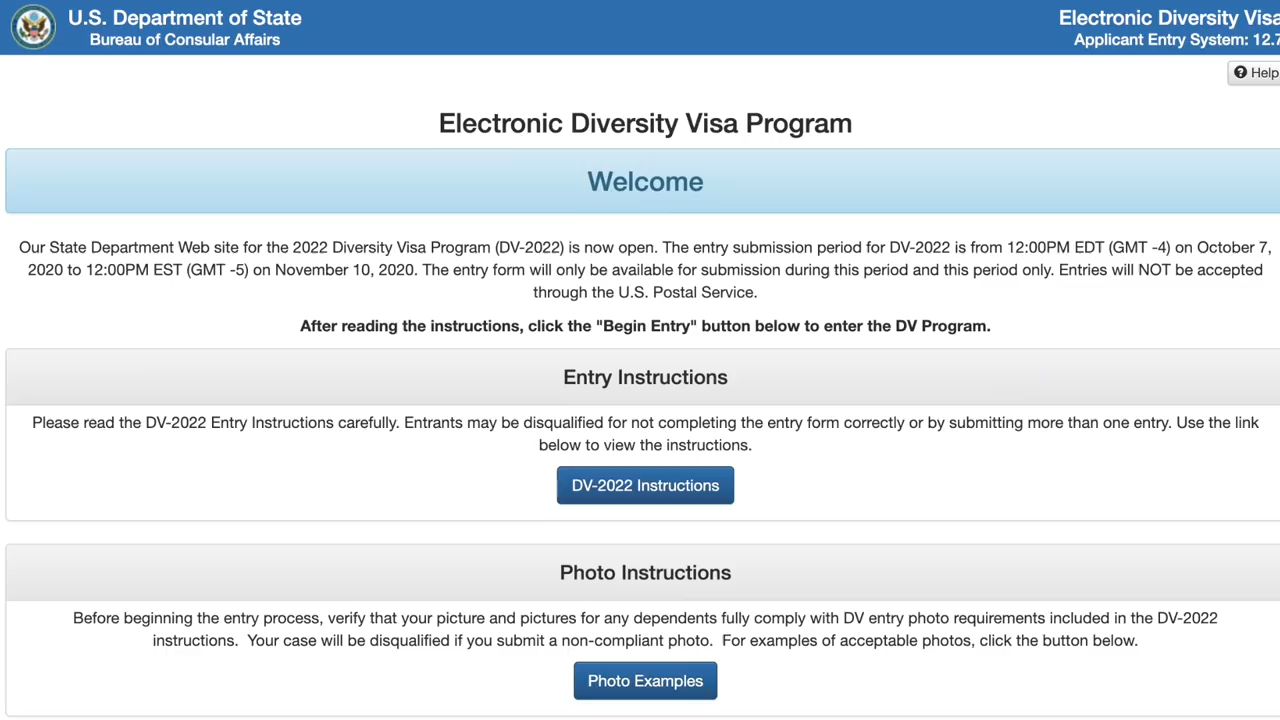 U.S. Department of State
Bureau of Consular Affairs
Electronic Diversity Visa
Applicant Entry System: 12.7
Help
Electronic Diversity Visa Program
Welcome
Our State Department Web site for the 2022 Diversity Visa Program (DV-2022) is now open. The entry submission period for DV-2022 is from 12:00PM EDT (GMT -4) on October 7,
2020 to 12:00PM EST (GMT -5) on November 10, 2020. The entry form will only be available for submission during this period and this period only. Entries will NOT be accepted
through the U.S. Postal Service.
After reading the instructions, click the "Begin Entry" button below to enter the DV Program.
Entry Instructions
Please read the DV-2022 Entry Instructions carefully. Entrants may be disqualified for not completing the entry form correctly or by submitting more than one entry. Use the link
below to view the instructions.
DV-2022 Instructions
Photo Instructions
Before beginning the entry process, verify that your picture and pictures for any dependents fully comply with DV entry photo requirements included in the DV-2022
instructions.  Your case will be disqualified if you submit a non-compliant photo.  For examples of acceptable photos, click the button below.
Photo Examples